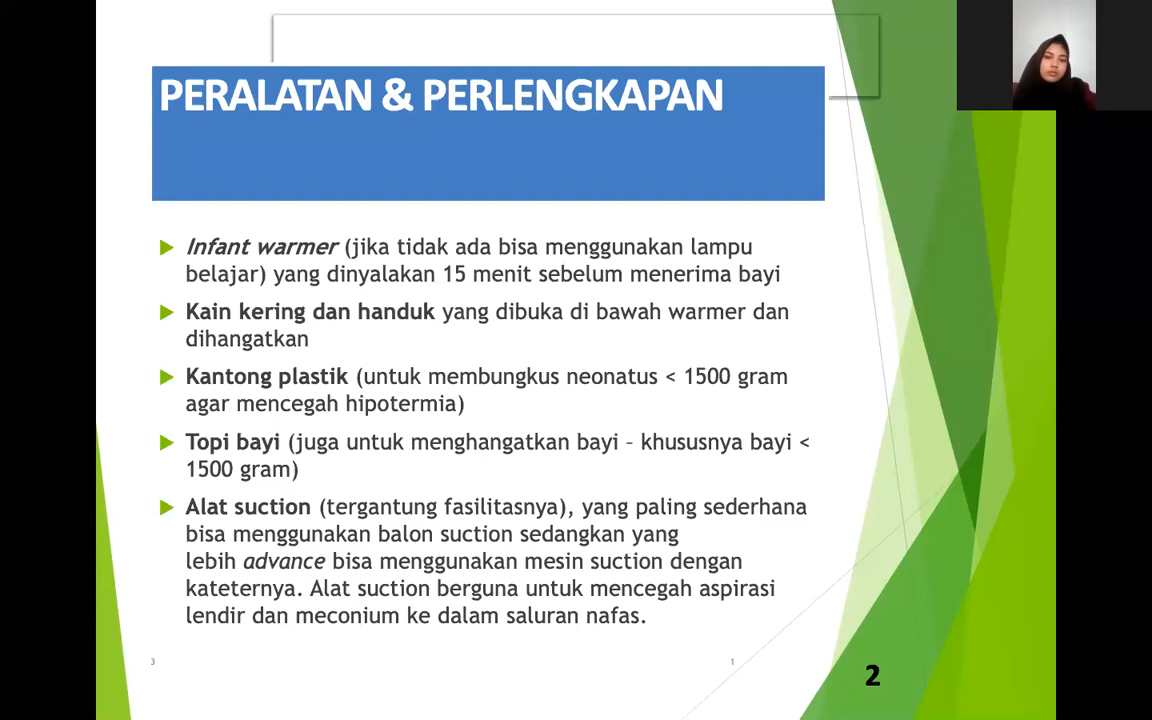 PERALATAN & PERLENGKAPAN
Infant warmer (jika tidak ada bisa menggunakan lampu
belajar) yang dinyalakan 15 menit sebelum menerima bayi
Kain kering dan handuk yang dibuka di bawah warmer dan
dihangatkan
Kantong plastik (untuk membungkus neonatus < 1500 gram
agar mencegah hipotermia)
Topi bayi (juga untuk menghangatkan bayi – khususnya bayi <
1500 gram)
Alat suction (tergantung fasilitasnya), yang paling sederhana
bisa menggunakan balon suction sedangkan yang
lebih advance bisa menggunakan mesin suction dengan
kateternya. Alat suction berguna untuk mencegah aspirasi
lendir dan meconium ke dalam saluran nafas.
3
1
2